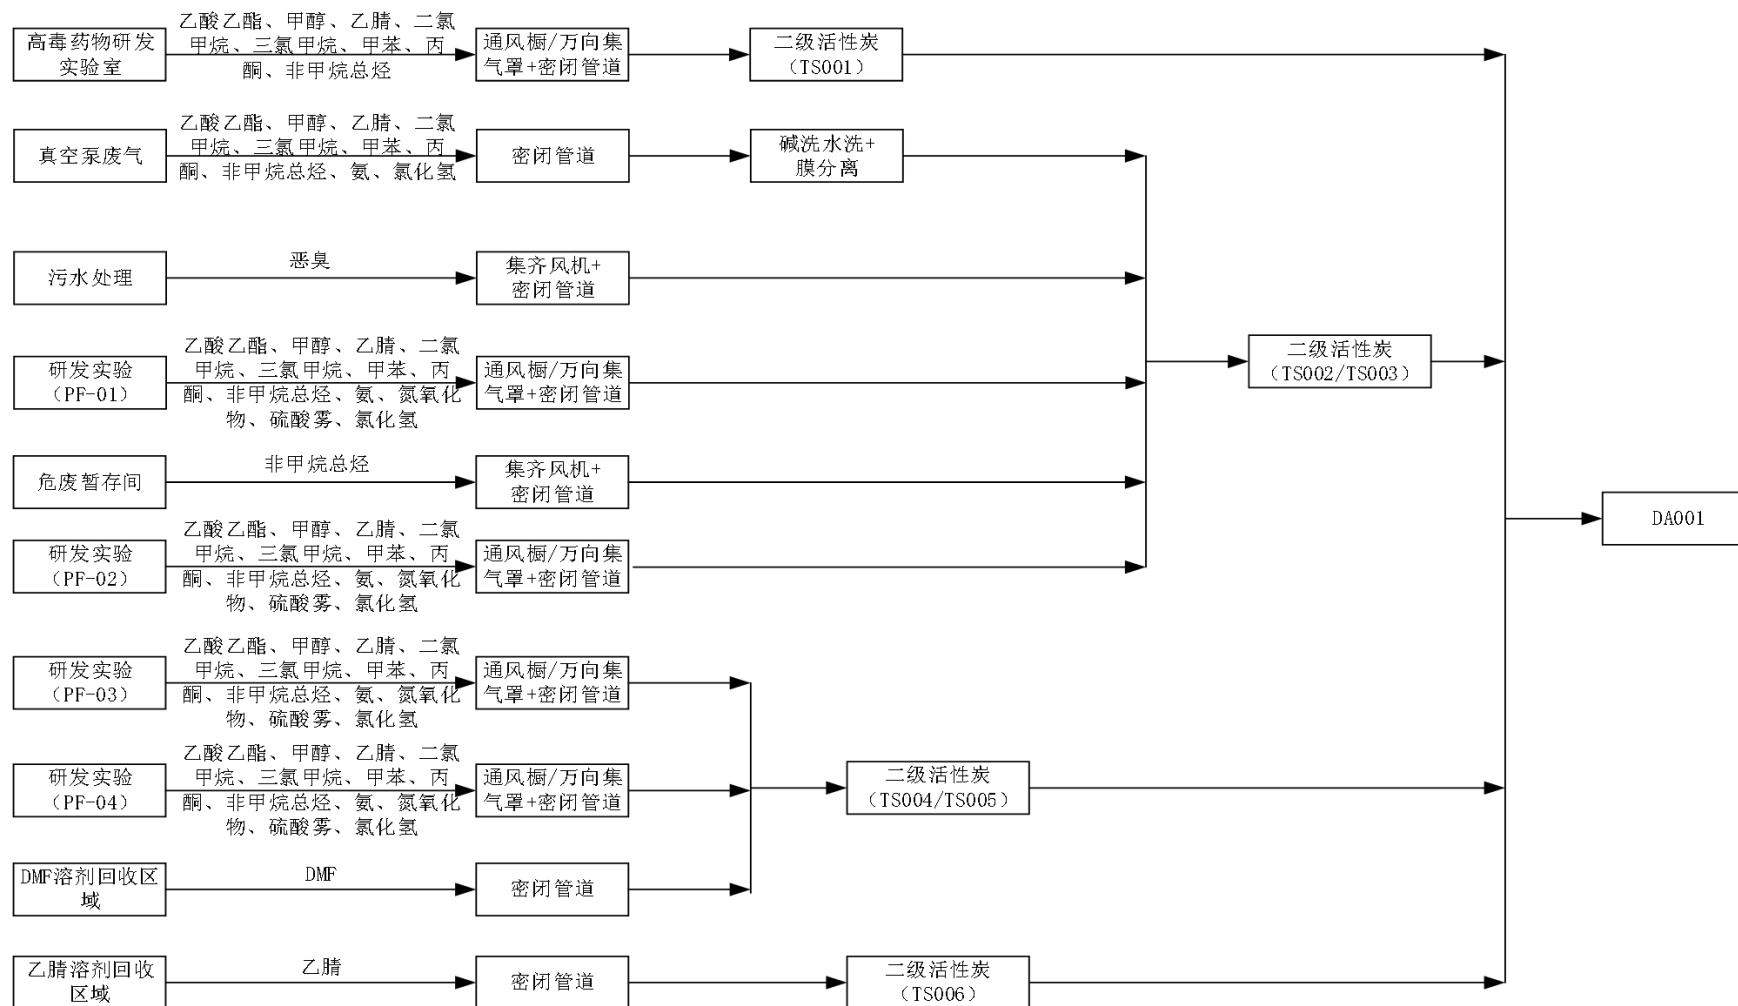 高毒药物研发
实验室
乙酸乙酯、甲醇、乙腈、二氯
甲烷、三氯甲烷、甲苯、丙
酮、非甲烷总烃
通风橱/万向集
气罩+密闭管道
二级活性炭
（TS001）
真空泵废气
乙酸乙酯、甲醇、乙腈、二氯
甲烷、三氯甲烷、甲苯、丙
酮、非甲烷总烃、氨、氯化氢
密闭管道
碱洗水洗+
膜分离
污水处理
恶臭
集齐风机+
密闭管道
研发实验
（PF-01）
乙酸乙酯、甲醇、乙腈、二氯
甲烷、三氯甲烷、甲苯、丙
酮、非甲烷总烃、氨、氮氧化
物、硫酸雾、氯化氢
通风橱/万向集
气罩+密闭管道
二级活性炭
（TS002/TS003）
危废暂存间
非甲烷总烃
集齐风机+
密闭管道
DA001
研发实验
（PF-02）
乙酸乙酯、甲醇、乙腈、二氯
甲烷、三氯甲烷、甲苯、丙
酮、非甲烷总烃、氨、氮氧化
物、硫酸雾、氯化氢
通风橱/万向集
气罩+密闭管道
研发实验
（PF-03）
乙酸乙酯、甲醇、乙腈、二氯
甲烷、三氯甲烷、甲苯、丙
酮、非甲烷总烃、氨、氮氧化
物、硫酸雾、氯化氢
通风橱/万向集
气罩+密闭管道
研发实验
（PF-04）
乙酸乙酯、甲醇、乙腈、二氯
甲烷、三氯甲烷、甲苯、丙
酮、非甲烷总烃、氨、氮氧化
物、硫酸雾、氯化氢
通风橱/万向集
气罩+密闭管道
二级活性炭
（TS004/TS005）
DMF溶剂回收区
域
DMF
密闭管道
乙腈溶剂回收
区域
乙腈
密闭管道
二级活性炭
（TS006）